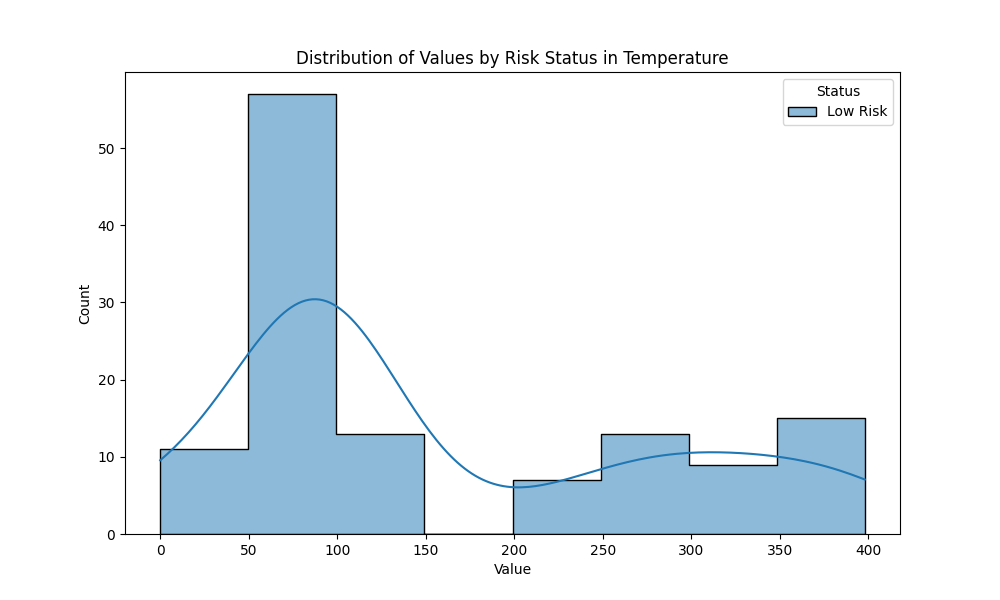 Distribution of Values by Risk Status in Temperature
Status
Low Risk
Count
50
40
30
20
10
0
0 50 100 150 200 250 300 350 400
Value